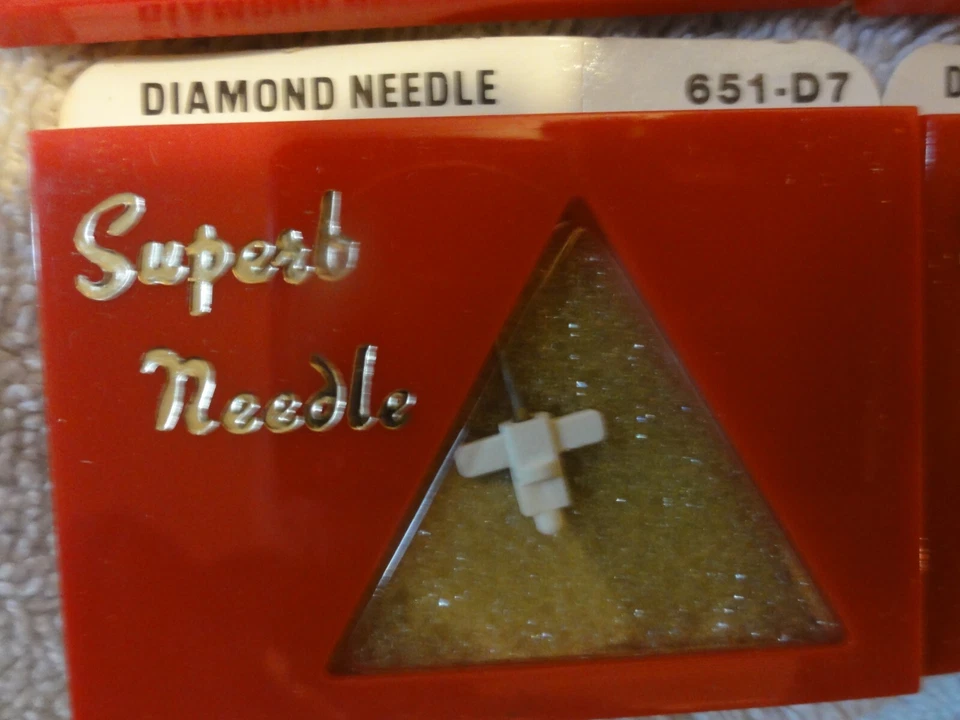 DIAMOND NEEDLE 651-D7
D
Superb
Needle